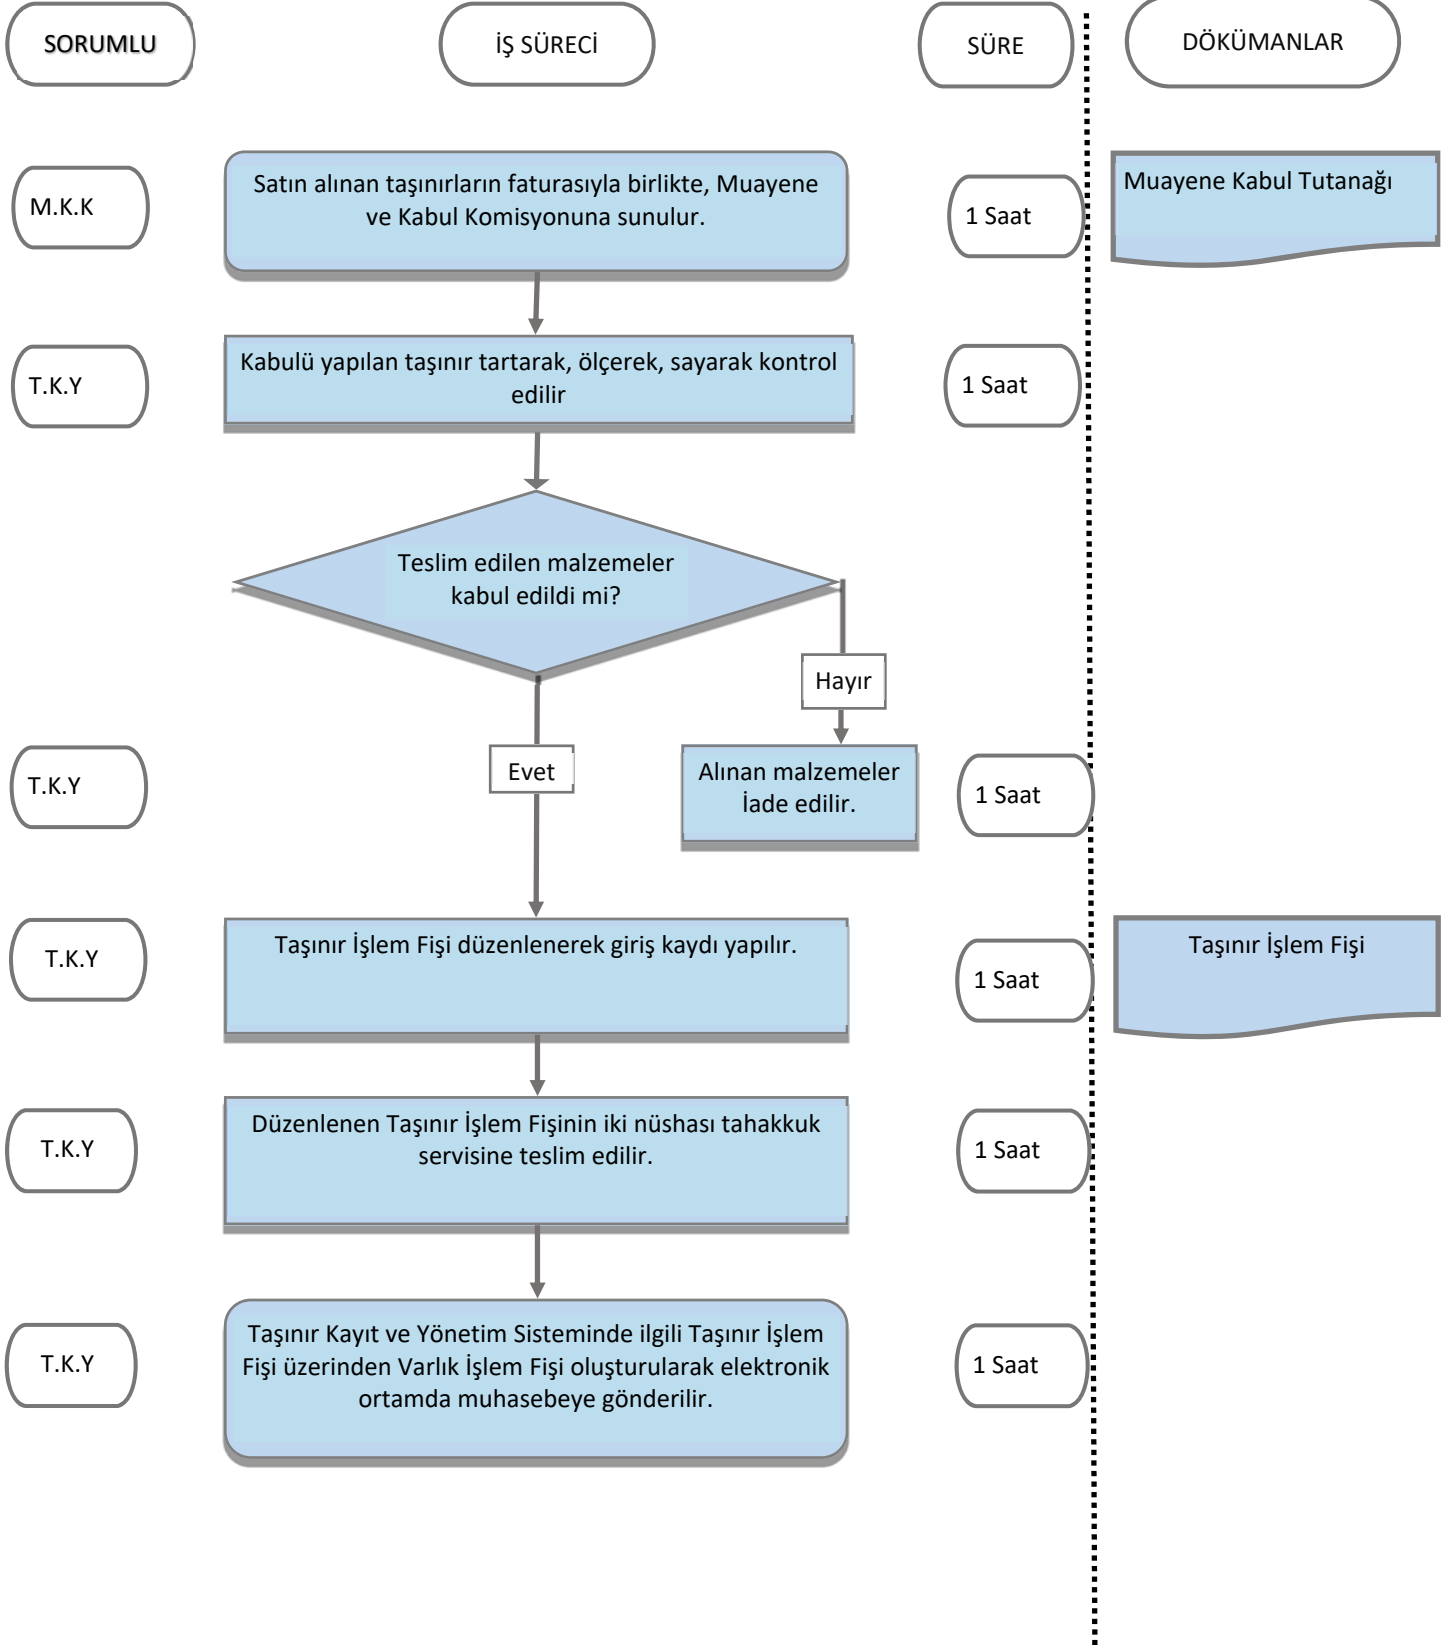 SORUMLU
İŞ SÜRECİ
SÜRE
DÖKÜMANLAR
M.K.K
Satın alınan taşınırların faturasıyla birlikte, Muayene
ve Kabul Komisyonuna sunulur.
1 Saat
Muayene Kabul Tutanağı
T.K.Y
Kabulü yapılan taşınır tartarak, ölçerek, sayarak kontrol
edilir
1 Saat
Teslim edilen malzemeler
kabul edildi mi?
Hayır
T.K.Y
Evet
Alınan malzemeler
İade edilir.
1 Saat
T.K.Y
Taşınır İşlem Fişi düzenlenerek giriş kaydı yapılır.
1 Saat
Taşınır İşlem Fişi
T.K.Y
Düzenlenen Taşınır İşlem Fişinin iki nüshası tahakkuk
servisine teslim edilir.
1 Saat
T.K.Y
Taşınır Kayıt ve Yönetim Sisteminde ilgili Taşınır İşlem
Fişi üzerinden Varlık İşlem Fişi oluşturularak elektronik
ortamda muhasebeye gönderilir.
1 Saat